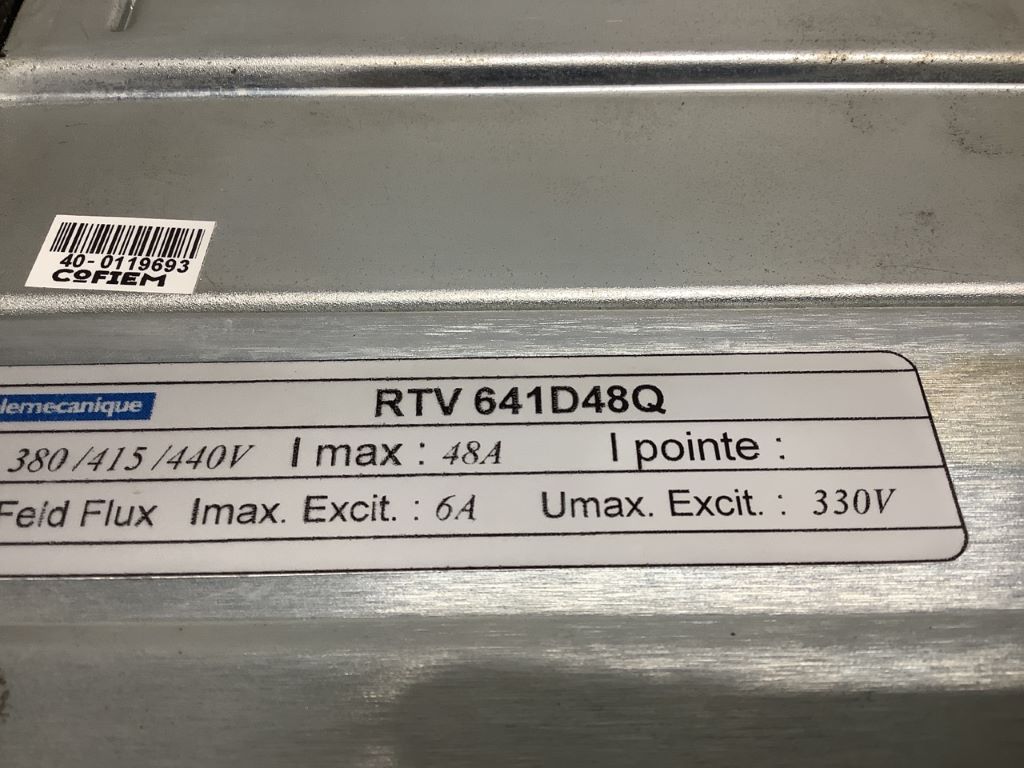 40-0119693
COFIEM
lemecanique RTV 641D48Q
380/415/440V I max : 48A I pointe :
Feld Flux Imax. Excit. : 6A Umax. Excit. : 330V